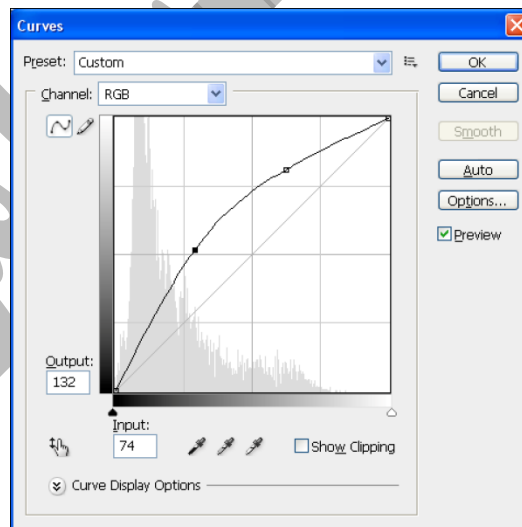 Curves
Preset: Custom
Channel: RGB
OK
Cancel
Smooth
Auto
Options...
Preview
Output:
132
Input:
74
Show Clipping
Curve Display Options